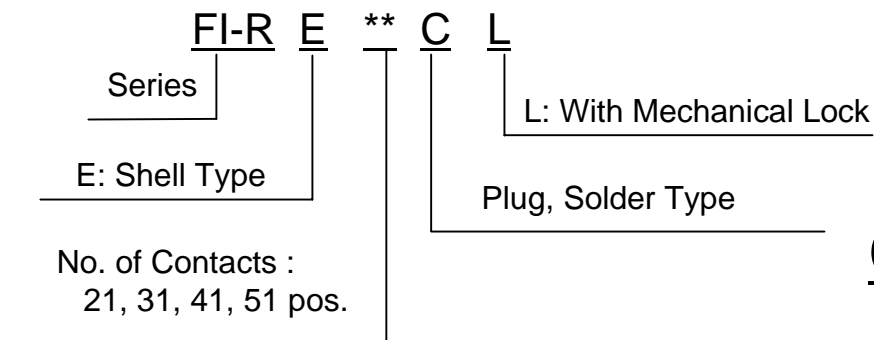 FI-R E ** C L
Series
L: With Mechanical Lock
E: Shell Type
Plug, Solder Type
No. of Contacts :
21, 31, 41, 51 pos.